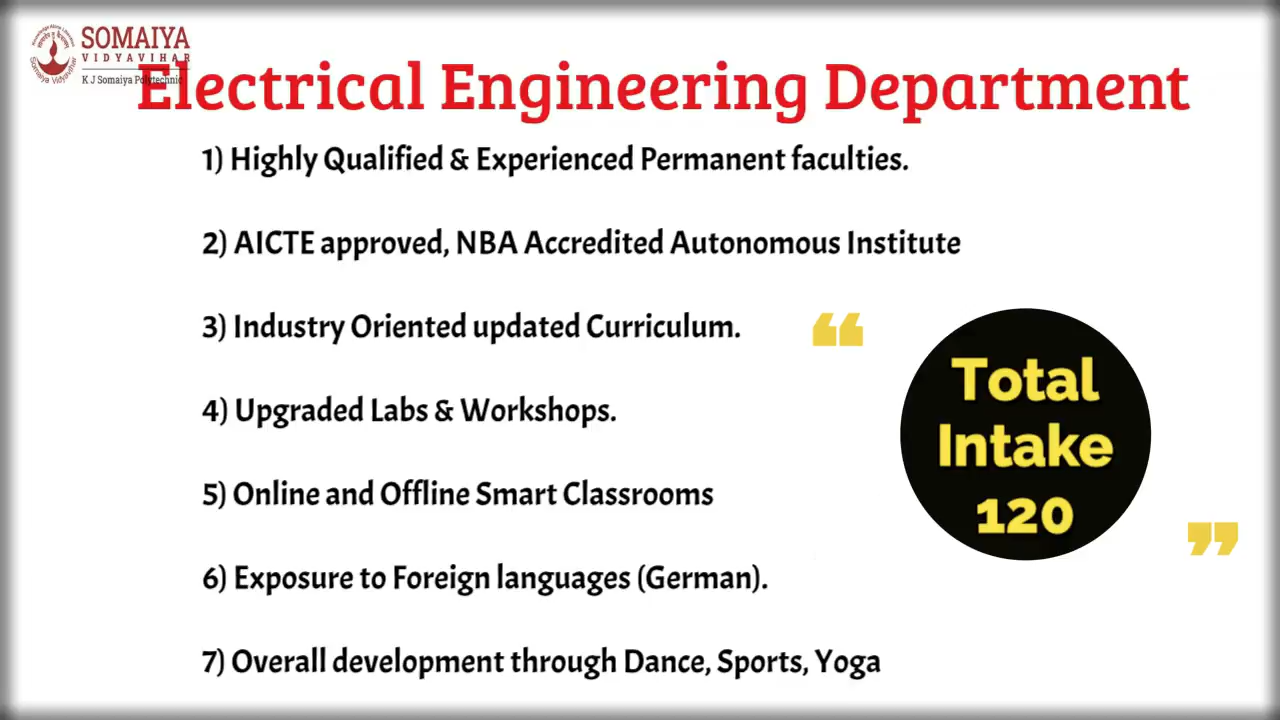 SOMAIYA
VIDYAVIHAR
K J Somaiya Polytechnic
Electrical Engineering Department
1) Highly Qualified & Experienced Permanent faculties.
2) AICTE approved, NBA Accredited Autonomous Institute
3) Industry Oriented updated Curriculum.
4) Upgraded Labs & Workshops.
5) Online and Offline Smart Classrooms
6) Exposure to Foreign languages (German).
7) Overall development through Dance, Sports, Yoga
“
Total
Intake
120
”